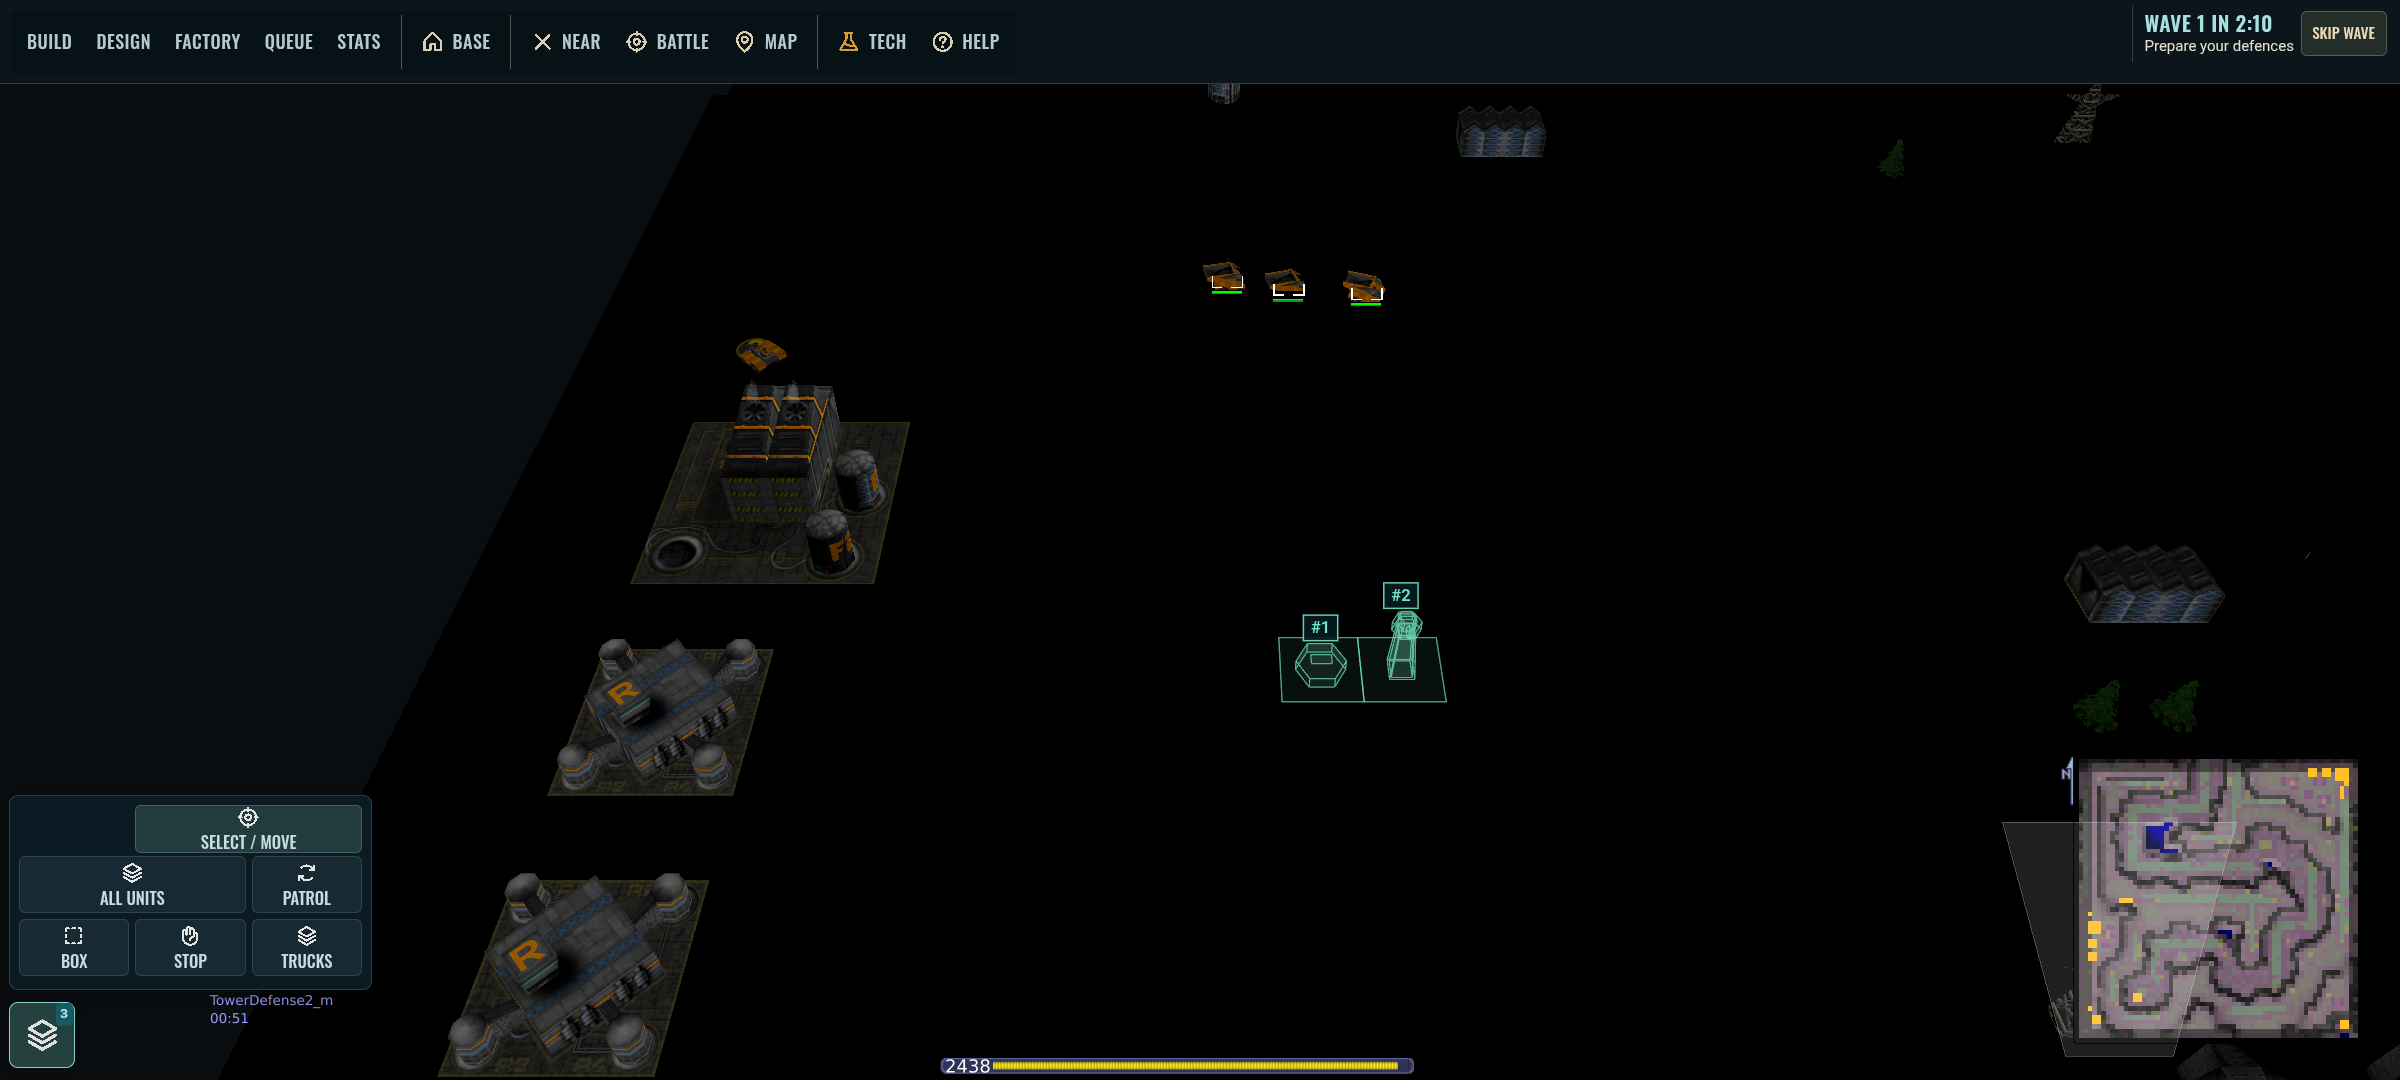 BUILD DESIGN FACTORY QUEUE STATS BASE NEAR BATTLE MAP TECH HELP
WAVE 1 IN 2:10
Prepare your defences
SKIP WAVE
#2
#1
R
R
N
SELECT / MOVE
ALL UNITS
PATROL
BOX
STOP
TRUCKS
TowerDefense2_m
00:51
3
2438